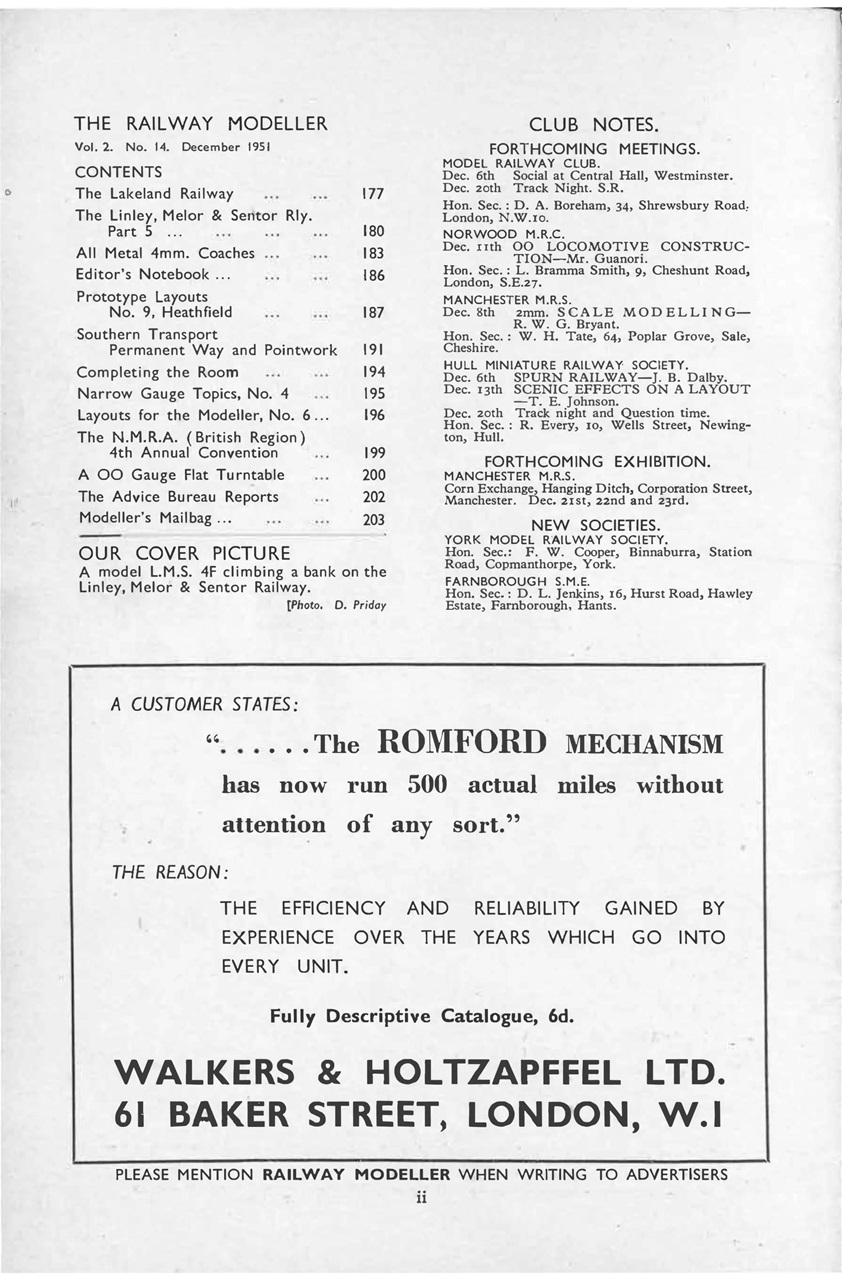 THE RAILWAY MODELLER
Vol. 2. No. 14. December 1951
CONTENTS
The Lakeland Railway ... ... 177
The Linley, Melor & Sentor Rly.
Part 5 ... ... ... ... 180
All Metal 4mm. Coaches ... ... 183
Editor's Notebook ... ... ... 186
Prototype Layouts
No. 9, Heathfield ... ... 187
Southern Transport
Permanent Way and Pointwork 191
Completing the Room ... ... 194
Narrow Gauge Topics, No. 4 ... 195
Layouts for the Modeller, No. 6 ... 196
The N.M.R.A. (British Region)
4th Annual Convention ... 199
A OO Gauge Flat Turntable ... 200
The Advice Bureau Reports ... 202
Modeller's Mailbag ... ... ... 203
OUR COVER PICTURE
A model L.M.S. 4F climbing a bank on the
Linley, Melor & Sentor Railway.
[Photo. D. Priday
CLUB NOTES.
FORTHCOMING MEETINGS.
MODEL RAILWAY CLUB.
Dec. 6th Social at Central Hall, Westminster.
Dec. 20th Track Night. S.R.
Hon. Sec. : D. A. Boreham, 34, Shrewsbury Road,
London, N.W.10.
NORWOOD M.R.C.
Dec. 11th OO LOCOMOTIVE CONSTRUC-
TION—Mr. Guanori.
Hon. Sec. : L. Bramma Smith, 9, Cheshunt Road,
London, S.E.27.
MANCHESTER M.R.S.
Dec. 8th 2mm. SCALE MODELLING—
R. W. G. Bryant.
Hon. Sec. : W. H. Tate, 64, Poplar Grove, Sale,
Cheshire.
HULL MINIATURE RAILWAY SOCIETY.
Dec. 6th SPURN RAILWAY—J. B. Dalby.
Dec. 13th SCENIC EFFECTS ON A LAYOUT
—T. E. Johnson.
Dec. 20th Track night and Question time.
Hon. Sec. : R. Every, 10, Wells Street, Newing-
ton, Hull.
FORTHCOMING EXHIBITION.
MANCHESTER M.R.S.
Corn Exchange, Hanging Ditch, Corporation Street,
Manchester. Dec. 21st, 22nd and 23rd.
NEW SOCIETIES.
YORK MODEL RAILWAY SOCIETY.
Hon. Sec.: F. W. Cooper, Binnaburra, Station
Road, Copmanthorpe, York.
FARNBOROUGH S.M.E.
Hon. Sec. : D. L. Jenkins, 16, Hurst Road, Hawley
Estate, Farnborough, Hants.
A CUSTOMER STATES:
“......The ROMFORD MECHANISM
has now run 500 actual miles without
attention of any sort.”
THE REASON:
THE EFFICIENCY AND RELIABILITY GAINED BY
EXPERIENCE OVER THE YEARS WHICH GO INTO
EVERY UNIT.
Fully Descriptive Catalogue, 6d.
WALKERS & HOLTZAPFFEL LTD.
61 BAKER STREET, LONDON, W.1
PLEASE MENTION RAILWAY MODELLER WHEN WRITING TO ADVERTISERS
ii